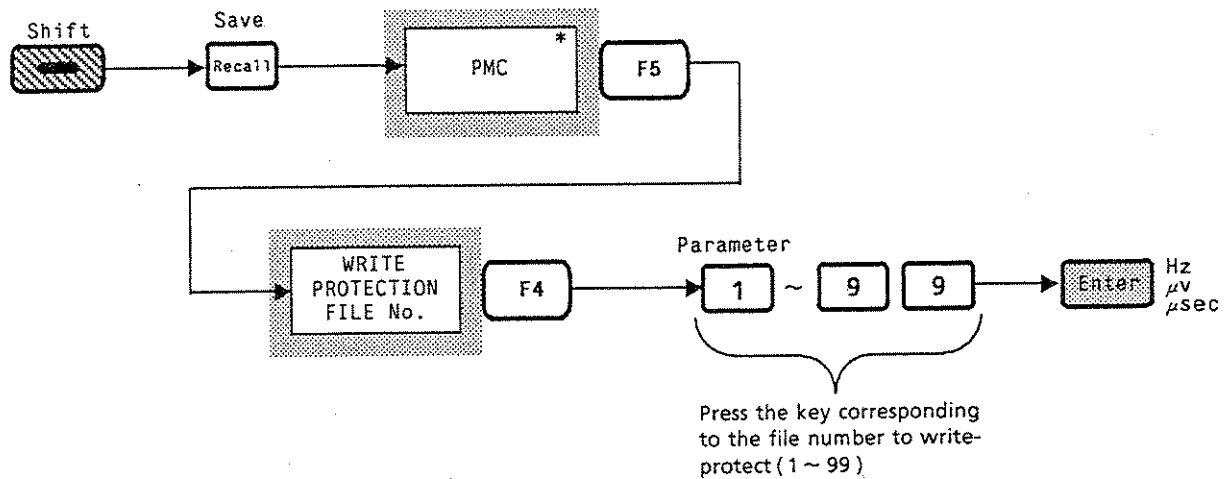 Shift
Save
Recall
*
PMC
F5
WRITE
PROTECTION
FILE No.
F4
Parameter
1 ~ 9 9
Enter
Hz
μv
μsec
Press the key corresponding
to the file number to write-
protect (1 ~ 99)